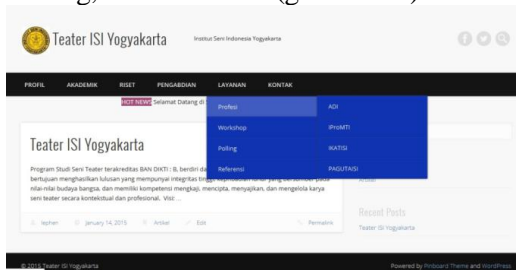 Teater ISI Yogyakarta
Institut Seni Indonesia Yogyakarta
PROFIL AKADEMIK RISET PENGABDIAN LAYANAN KONTAK
HOT NEWS Selamat Datang di
Profesi
Workshop
Polling
Referensi
ADI
IProMTI
IKATISI
PAGUTAISI
Teater ISI Yogyakarta
Program Studi Seni Teater terakreditas BAN DIKTI : B, berdiri da
bertujuan menghasilkan lulusan yang mempunyai integritas tinggi
nilai-nilai budaya bangsa, dan memiliki kompetensi mengkaji, mencipta, menyajikan, dan mengelola karya
seni teater secara kontekstual dan profesional. Visi: ...
January 14, 2015 Artikel Edit Permalink
Artikel
Recent Posts
Teater ISI Yogyakarta
© 2016 Teater ISI Yogyakarta
Powered by Pinboard Theme and WordPress